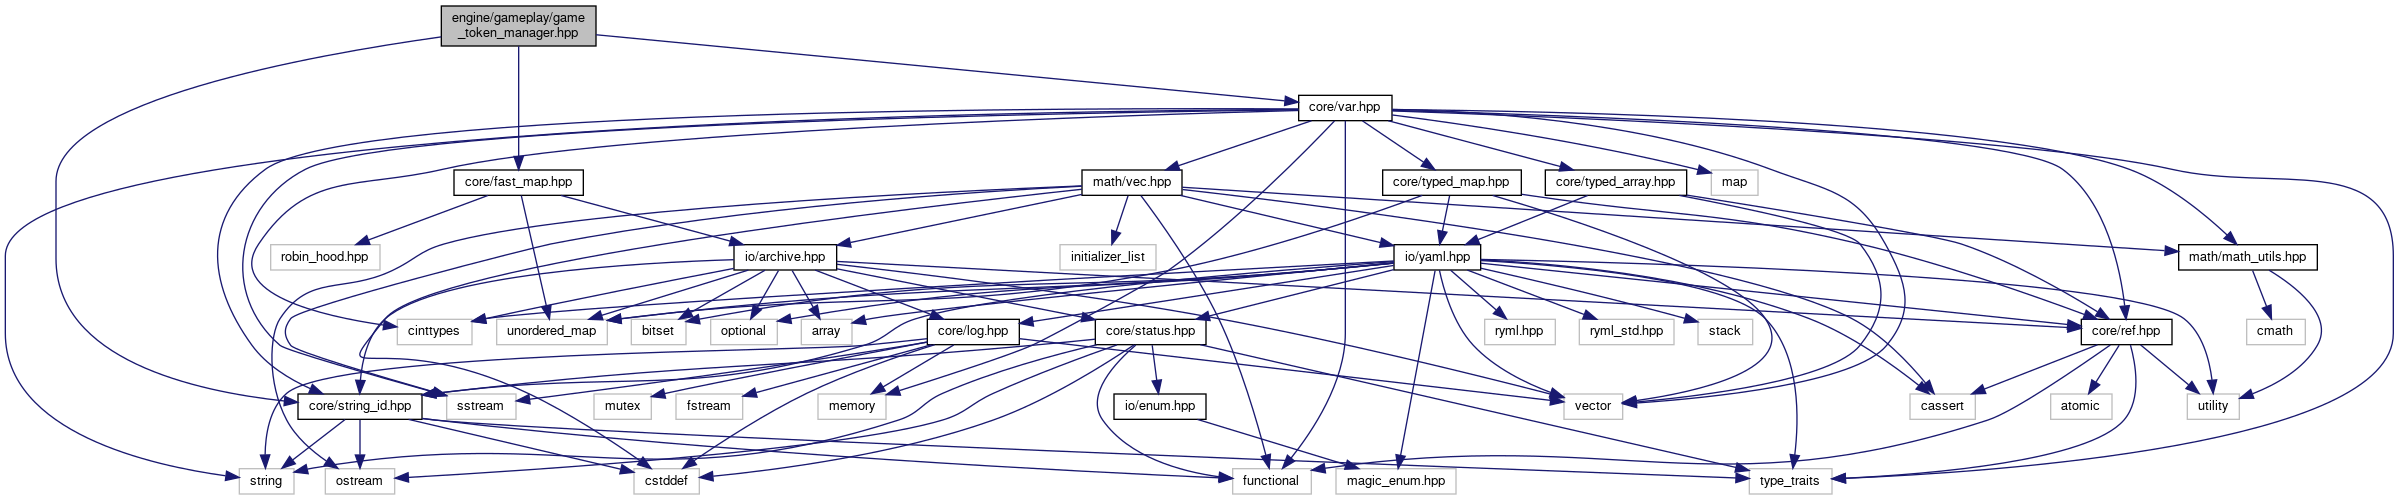 engine/gameplay/game
_token_manager.hpp
core/var.hpp
core/fast_map.hpp
math/vec.hpp
core/typed_map.hpp
core/typed_array.hpp
map
robin_hood.hpp
io/archive.hpp
initializer_list
io/yaml.hpp
math/math_utils.hpp
cinttypes
unordered_map
bitset
optional
array
core/log.hpp
core/status.hpp
ryml.hpp
ryml_std.hpp
stack
core/ref.hpp
cmath
core/string_id.hpp
sstream
mutex
fstream
memory
io/enum.hpp
vector
cassert
atomic
utility
string
ostream
cstddef
functional
magic_enum.hpp
type_traits